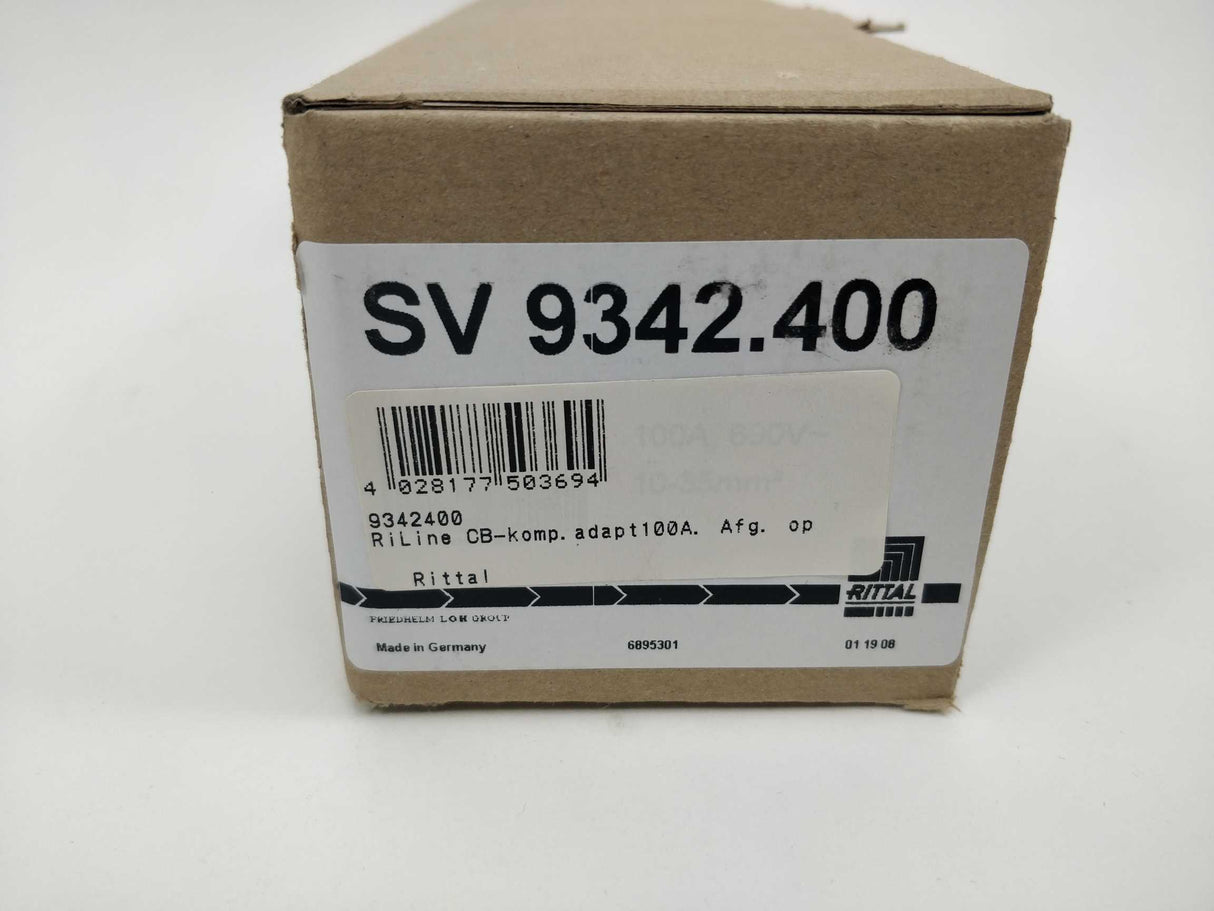 SV 9342.400
100A, 690V~
10-35mm²
4 028177 503694
9342400
RiLine CB-komp.adapt100A. Afg. op
Rittal
RITTAL
FRIEDHELM LOH GROUP
Made in Germany 6895301 01 19 08